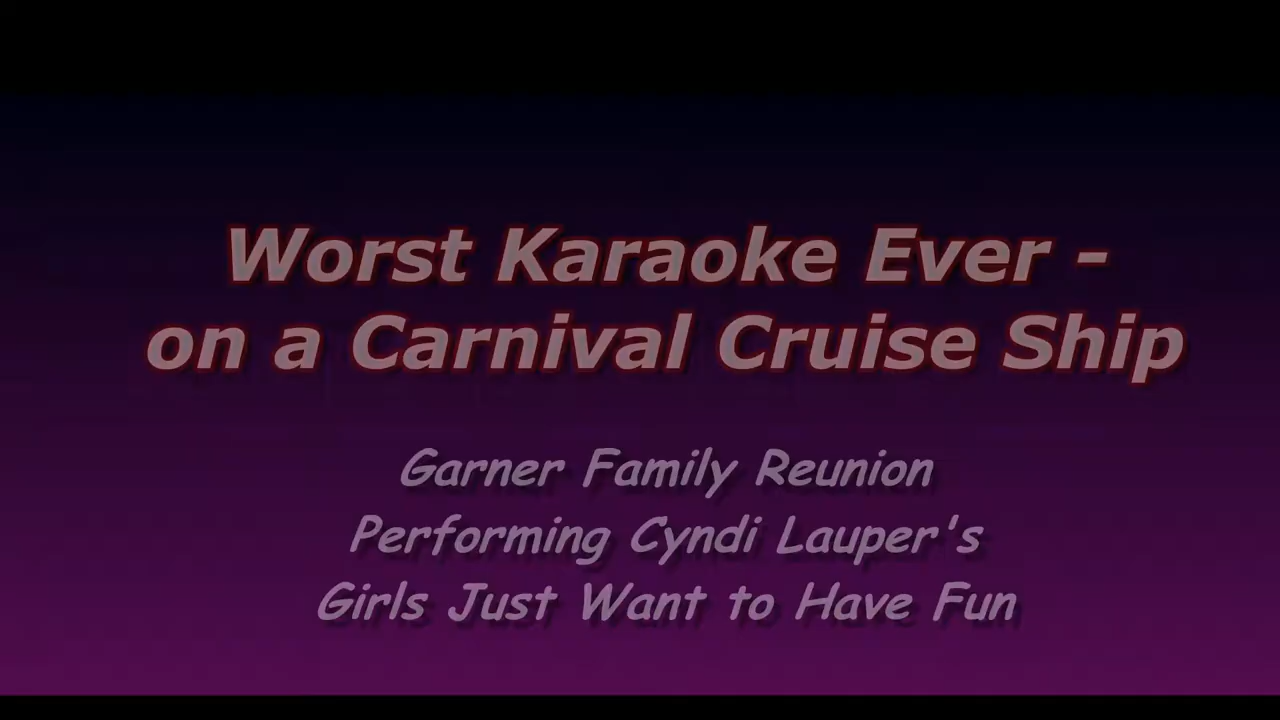 Worst Karaoke Ever -
on a Carnival Cruise Ship
Garner Family Reunion
Performing Cyndi Lauper's
Girls Just Want to Have Fun